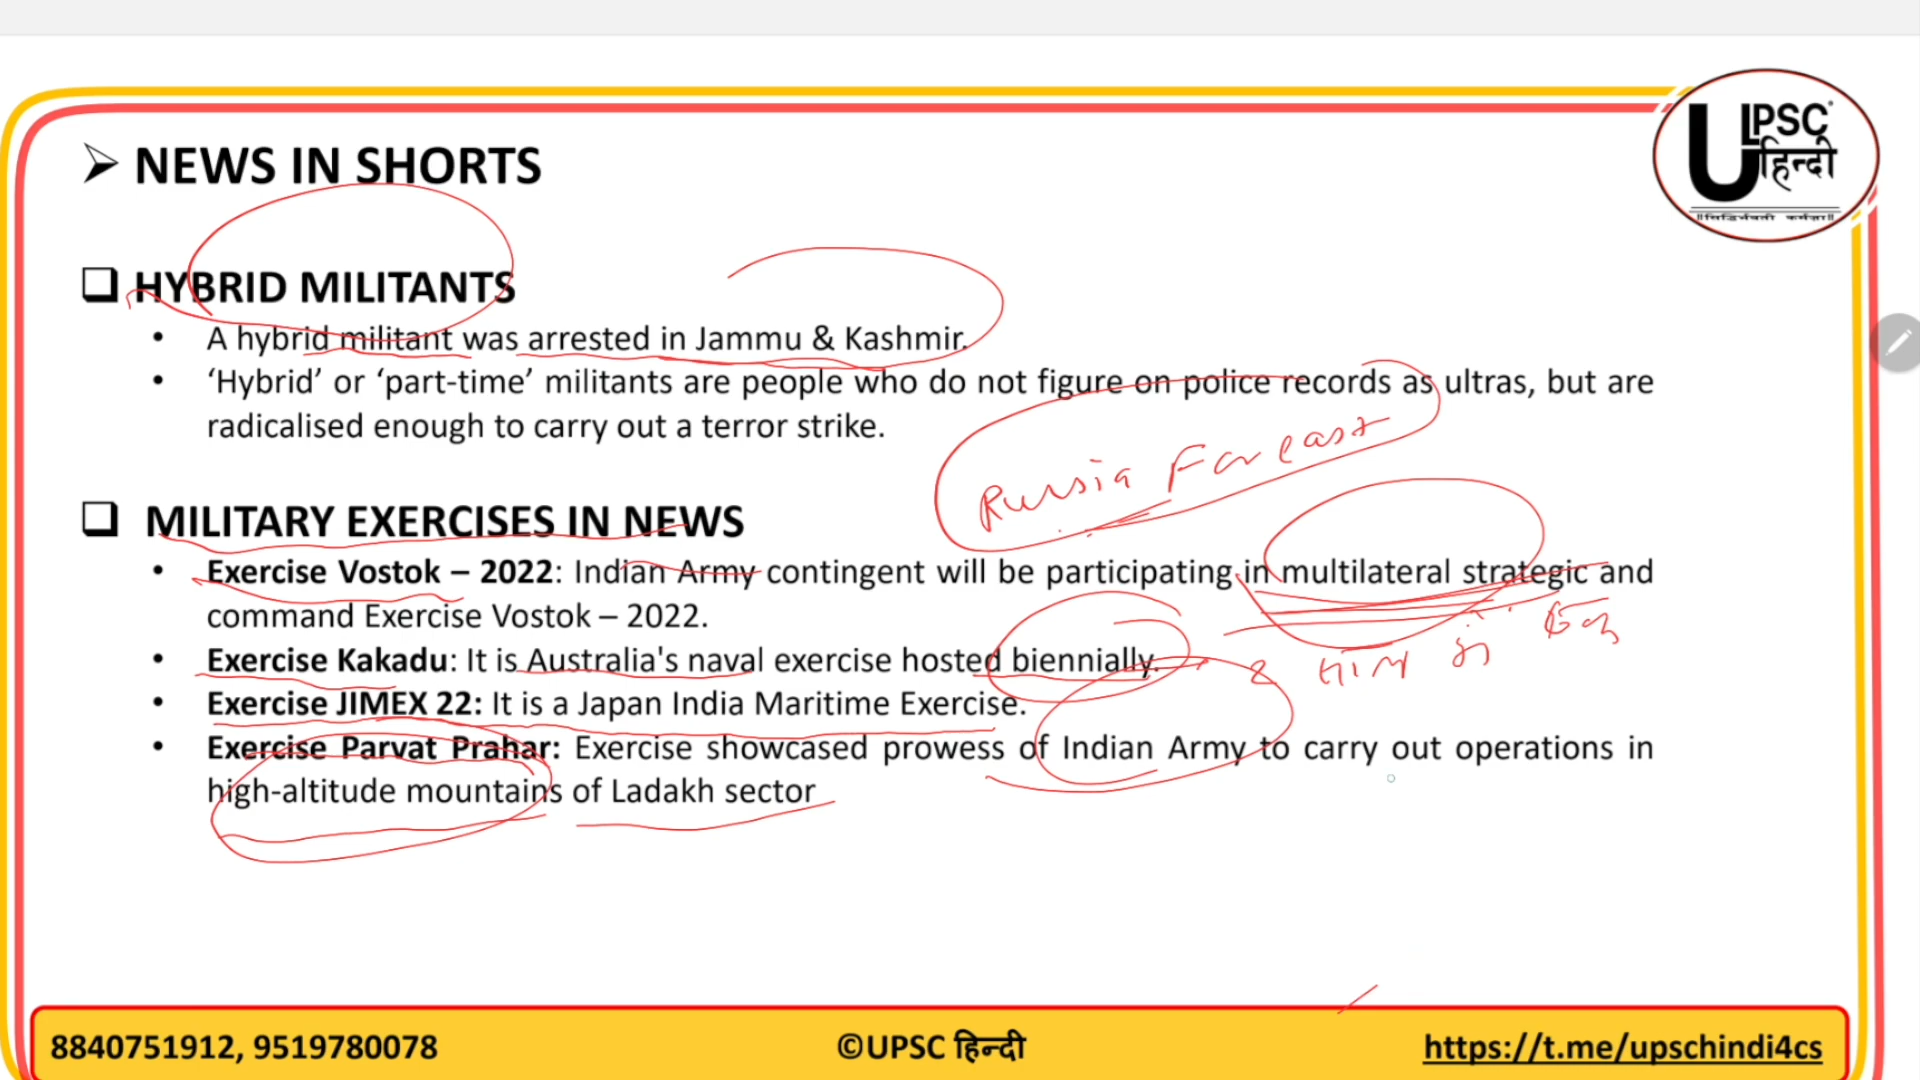 NEWS IN SHORTS
UPSC
हिन्दी
HYBRID MILITANTS
• A hybrid militant was arrested in Jammu & Kashmir.
• ‘Hybrid’ or ‘part-time’ militants are people who do not figure on police records as ultras, but are
radicalised enough to carry out a terror strike.
Russia Far east
MILITARY EXERCISES IN NEWS
• Exercise Vostok – 2022: Indian Army contingent will be participating in multilateral strategic and
command Exercise Vostok – 2022.
• Exercise Kakadu: It is Australia's naval exercise hosted biennially.
• Exercise JIMEX 22: It is a Japan India Maritime Exercise.
• Exercise Parvat Prahar: Exercise showcased prowess of Indian Army to carry out operations in
high-altitude mountains of Ladakh sector
8840751912, 9519780078
©UPSC हिन्दी
https://t.me/upschindi4cs